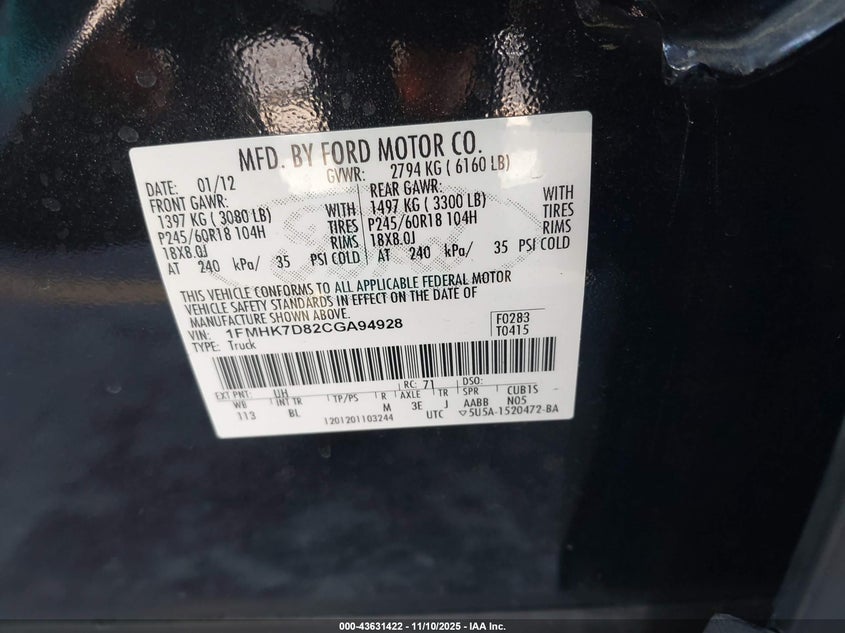 MFD. BY FORD MOTOR CO.
DATE: 01/12 GVWR: 2794 KG ( 6160 LB)
FRONT GAWR: REAR GAWR:
1397 KG ( 3080 LB) WITH 1497 KG ( 3300 LB) WITH
P245/60R18 104H TIRES P245/60R18 104H TIRES
18X8.0J RIMS 18X8.0J RIMS
AT 240 kPa/ 35 PSI COLD AT 240 kPa/ 35 PSI COLD
THIS VEHICLE CONFORMS TO ALL APPLICABLE FEDERAL MOTOR
VEHICLE SAFETY STANDARDS IN EFFECT ON THE DATE OF
MANUFACTURE SHOWN ABOVE.
VIN: 1FMHK7D82CGA94928 F0283
TYPE: Truck T0415
EXT PNT: UH RC: 71 DSO:
WB INT TR TP/PS R AXLE TR SPR CUBTS
113 BL M 3E J AABB N05
1201201103244 UTC ▽5U5A-1520472-BA
000-43631422 - 11/10/2025 - IAA Inc.